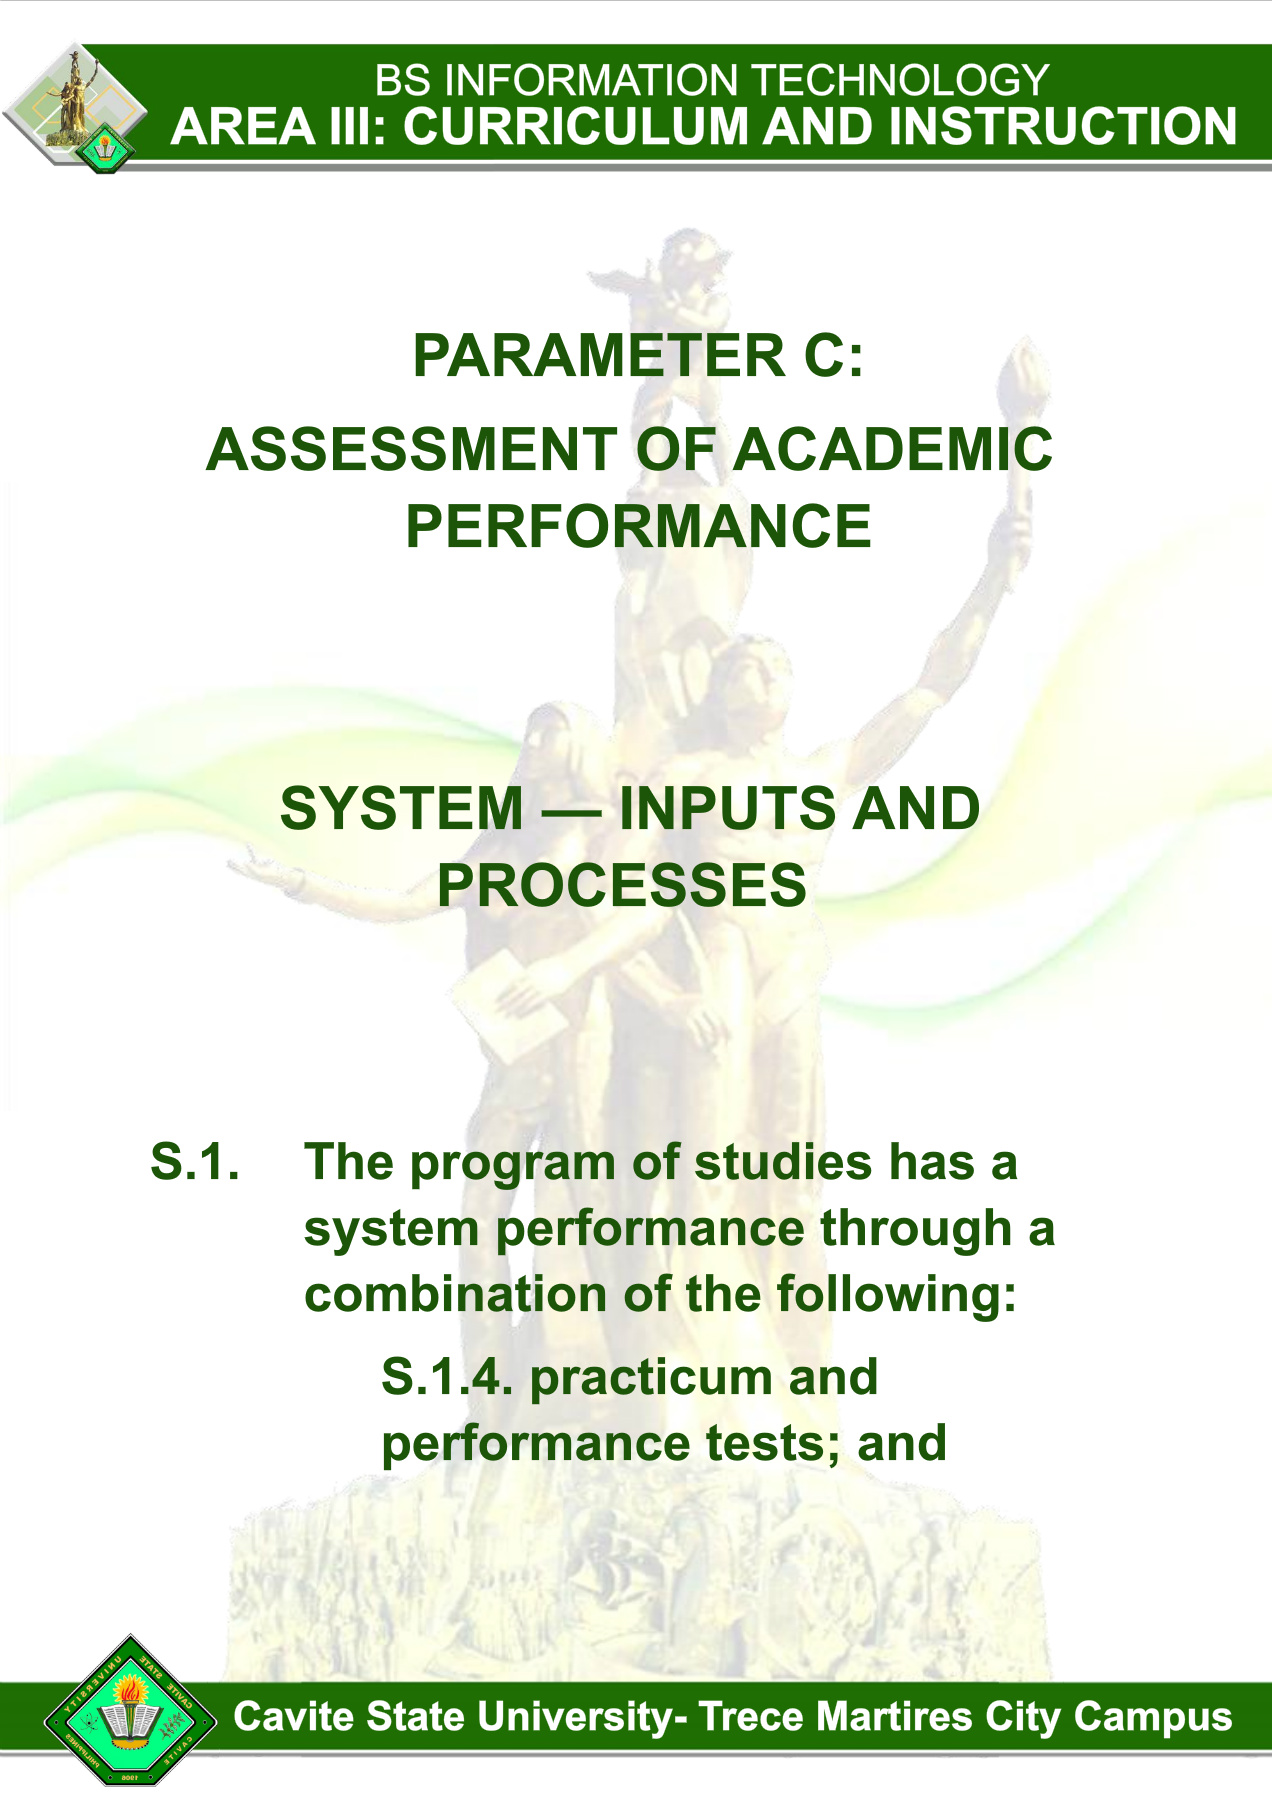 BS INFORMATION TECHNOLOGY
AREA III: CURRICULUM AND INSTRUCTION
PARAMETER C:
ASSESSMENT OF ACADEMIC
PERFORMANCE
SYSTEM — INPUTS AND
PROCESSES
S.1. The program of studies has a
system performance through a
combination of the following:
S.1.4. practicum and
performance tests; and
CAVITE STATE UNIVERSITY
CAVITE
PHILIPPINES
1906
Cavite State University- Trece Martires City Campus